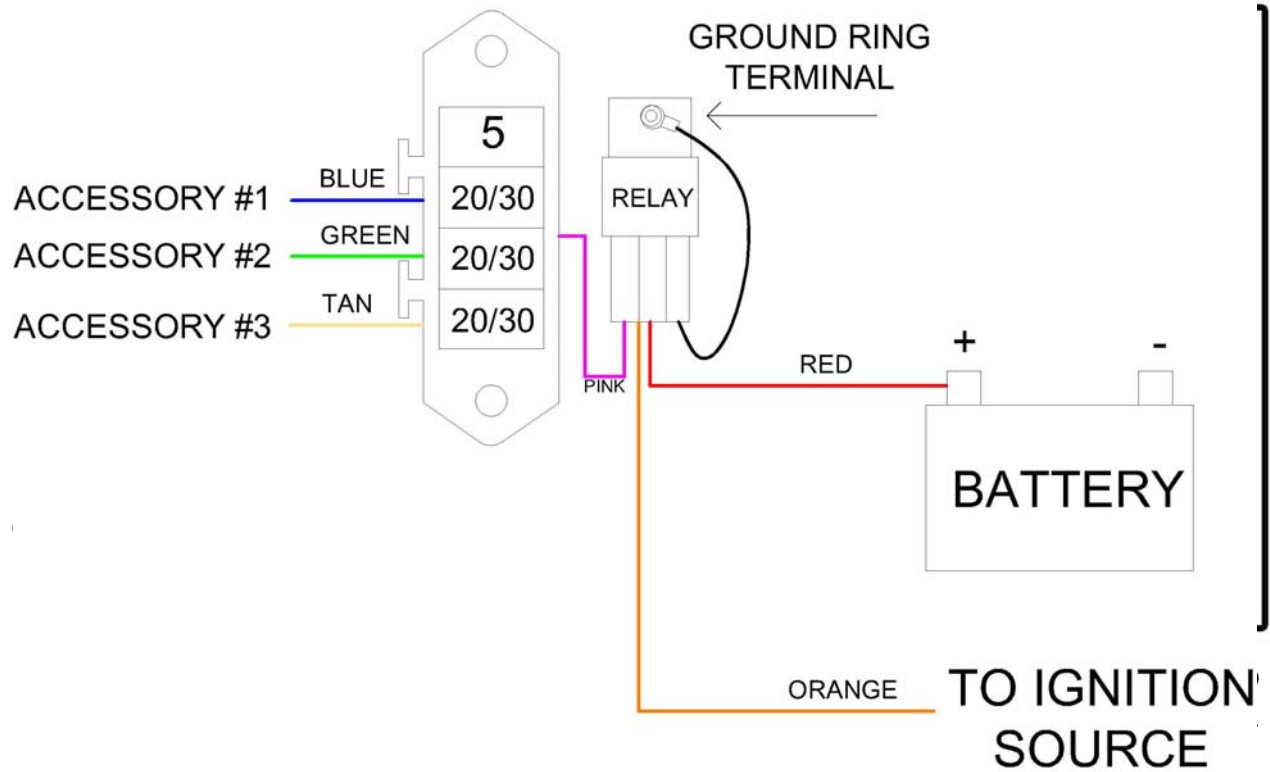 GROUND RING
TERMINAL
5
ACCESSORY #1
BLUE
20/30
RELAY
ACCESSORY #2
GREEN
20/30
ACCESSORY #3
TAN
20/30
PINK
RED
+
-
BATTERY
ORANGE
TO IGNITION
SOURCE